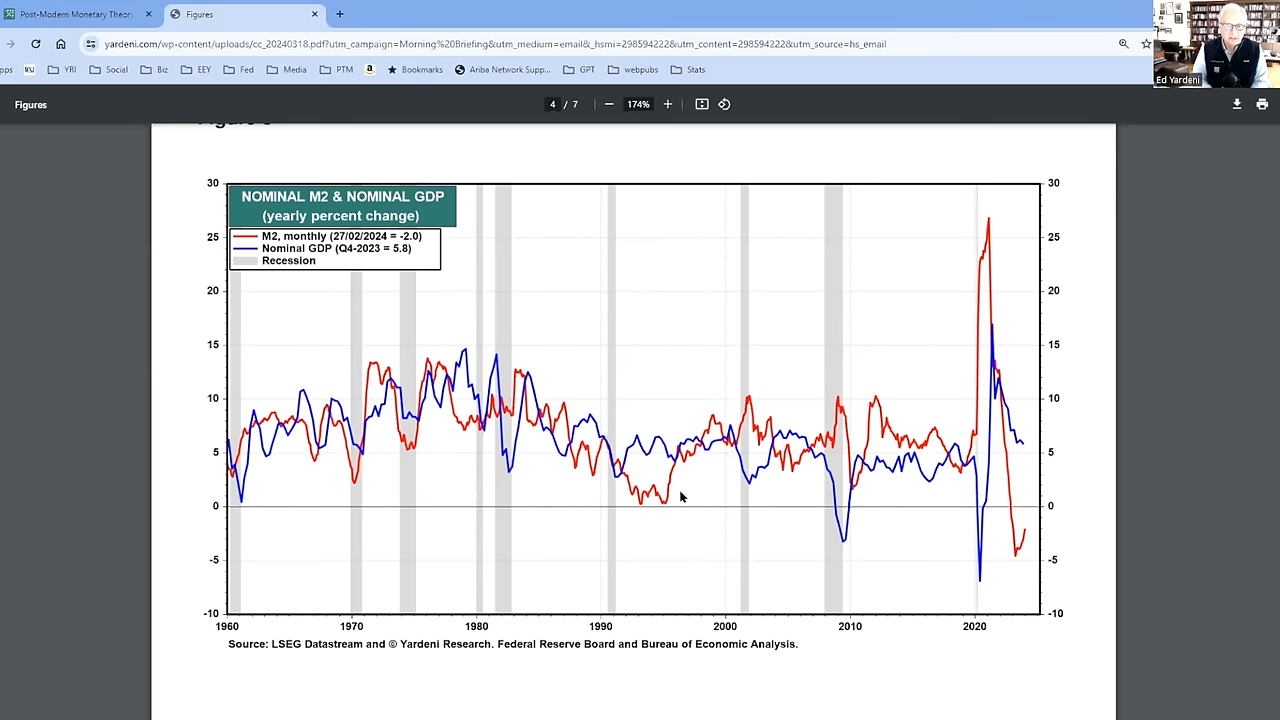 Post-Modern Monetary Theory
Figures
yardeni.com/wp-content/uploads/cc_20240318.pdf?utm_campaign=Morning%20Briefing&utm_medium=email&_hsmi=298594222&utm_content=298594222&utm_source=hs_email
YRI
Social
Biz
EEY
Fed
Media
PTM
a
Bookmarks
Audio Network Supp...
GPT
webpubs
Stats
Ed Yardeni
Figures
4 / 7
174%
NOMINAL M2 & NOMINAL GDP
(yearly percent change)
M2, monthly (27/02/2024 = -2.0)
Nominal GDP (Q4-2023 = 5.8)
Recession
30
25
20
15
10
5
0
-5
-10
30
25
20
15
10
5
0
-5
-10
1960
1970
1980
1990
2000
2010
2020
Source: LSEG Datastream and © Yardeni Research. Federal Reserve Board and Bureau of Economic Analysis.